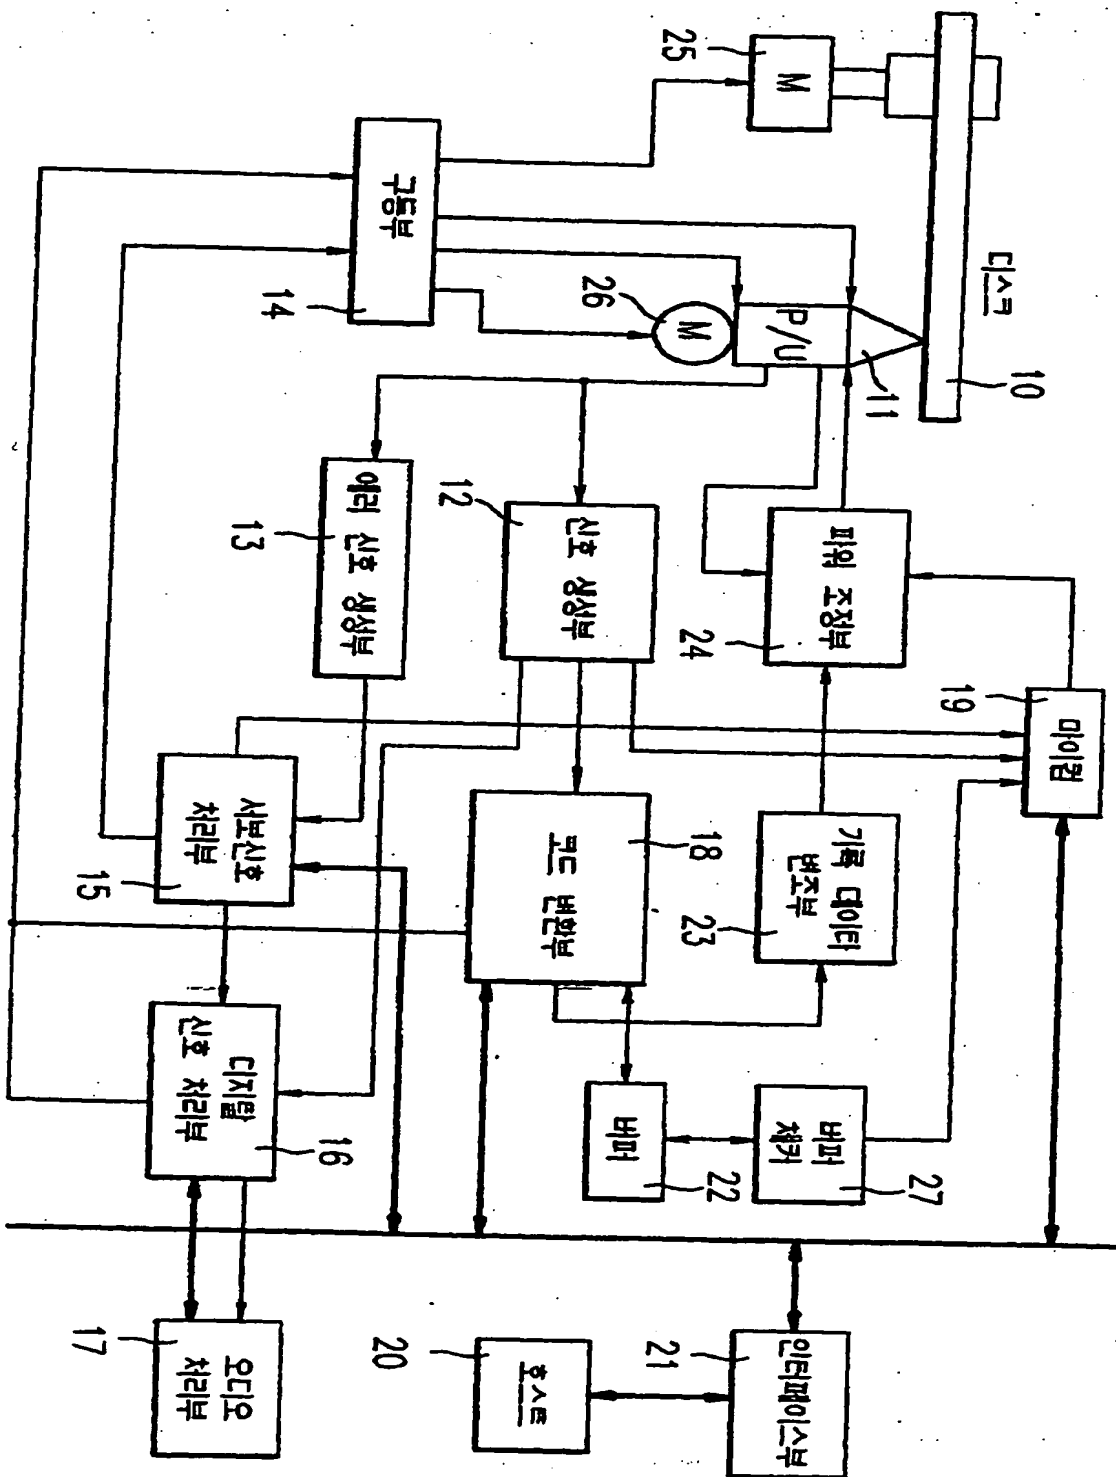 디스크
10
25
M
구동부
14
26
M
P/U
11
에러 신호 생성부
13
신호 생성부
12
파워 조정부
24
마이컴
19
서보신호
처리부
15
변환부
18
기록 데이터
변조부
23
디지탈
신호 처리부
16
버퍼
22
버퍼
체커
27
오디오
처리부
17
호스트
20
인터페이스부
21